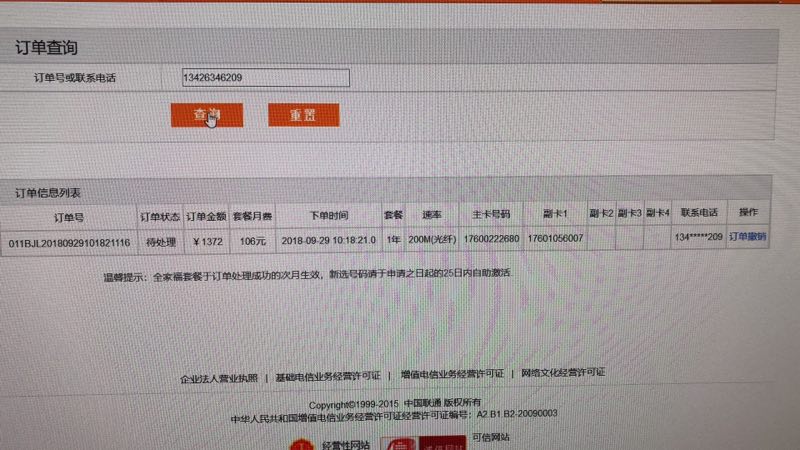 订单查询
订单号或联系电话 13426346209
查询 重置
订单信息列表
订单号 订单状态 订单金额 套餐月费 下单时间 套餐 速率 主卡号码 副卡1 副卡2 副卡3 副卡4 联系电话 操作
011BJL20180929101821116 待处理 ￥1372 106元 2018-09-29 10:18:21.0 1年 200M(光纤) 17600222680 17601056007 134*****209 订单撤销
温馨提示：全家福套餐于订单处理成功的次月生效，新选号码请于申请之日起的25日内自助激活.
企业法人营业执照 | 基础电信业务经营许可证 | 增值电信业务经营许可证 | 网络文化经营许可证
Copyright©1999-2015 中国联通 版权所有
中华人民共和国增值电信业务经营许可证经营许可证编号：A2.B1.B2-20090003
经营性网站 可信网站